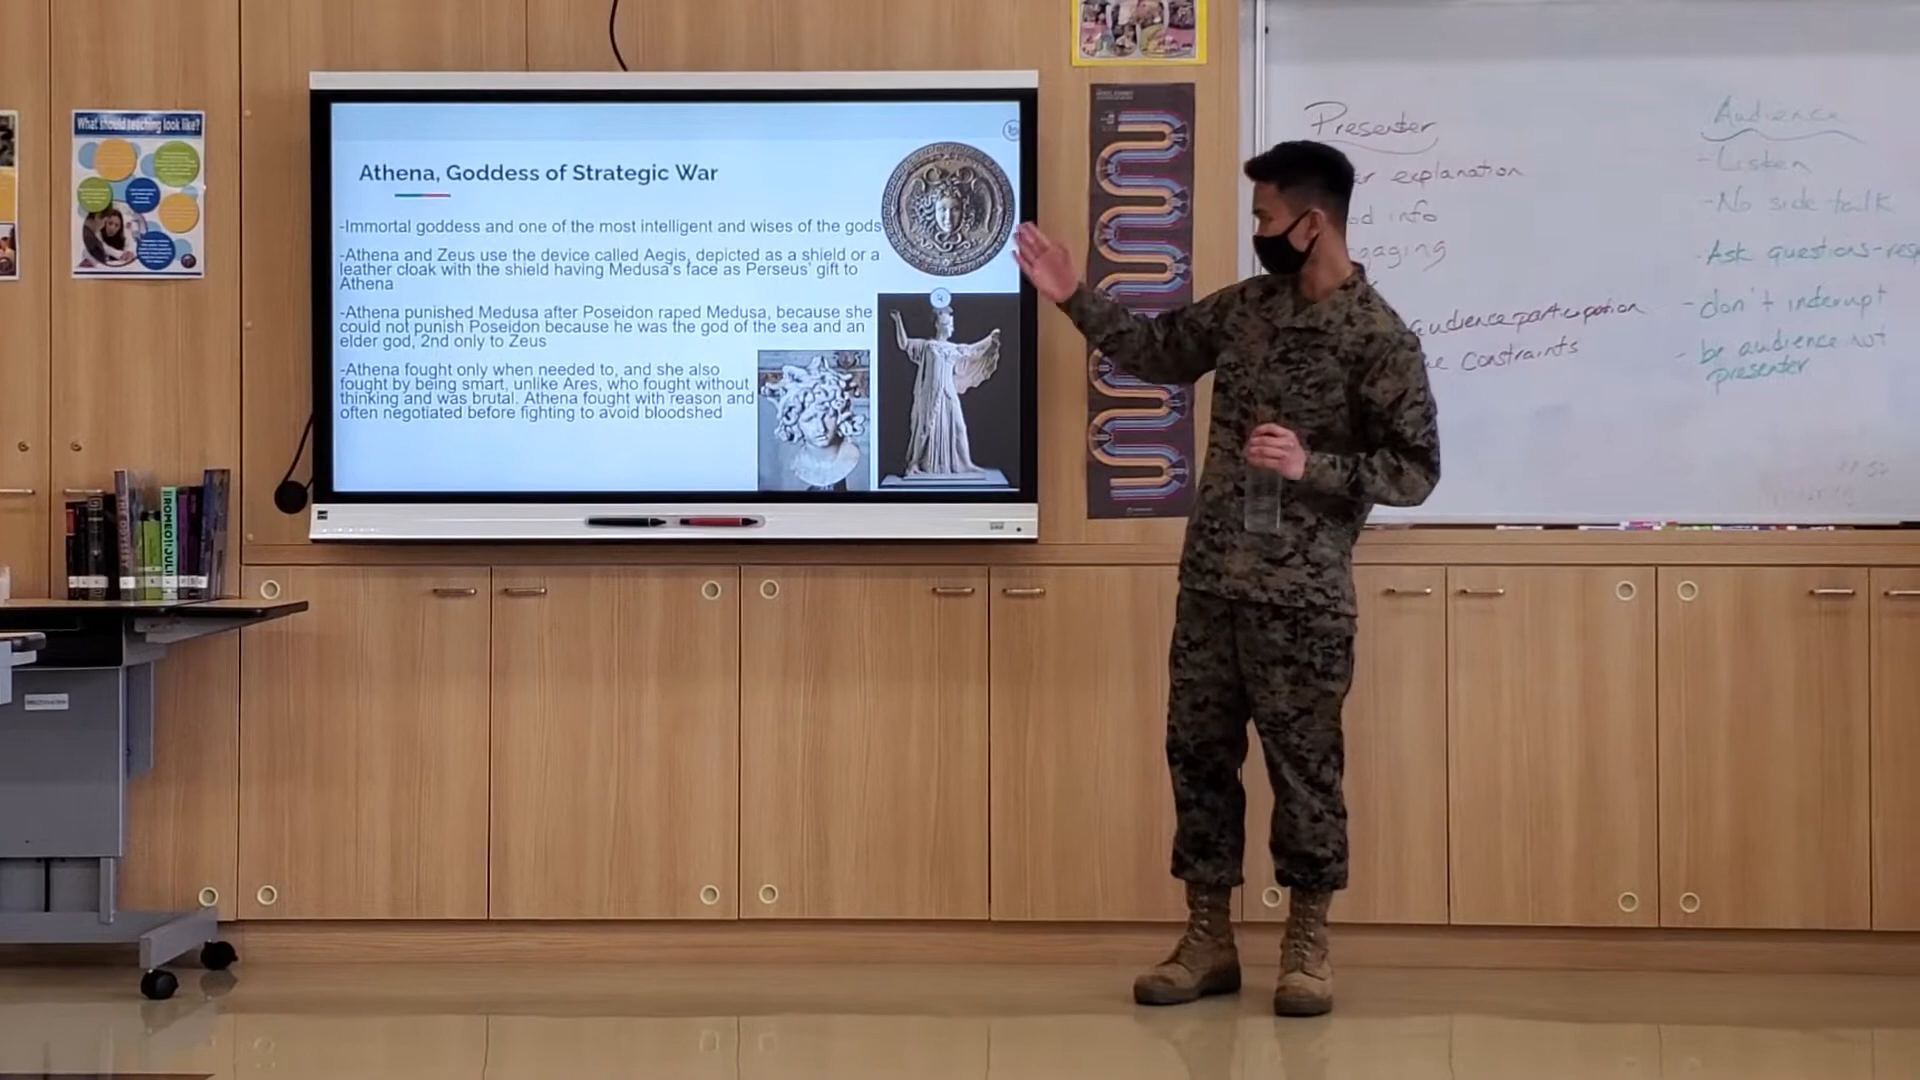 What should teaching look like?
Athena, Goddess of Strategic War
-Immortal goddess and one of the most intelligent and wises of the gods
-Athena and Zeus use the device called Aegis, depicted as a shield or a
leather cloak with the shield having Medusa's face as Perseus' gift to
Athena
-Athena punished Medusa after Poseidon raped Medusa, because she
could not punish Poseidon because he was the god of the sea and an
elder god, 2nd only to Zeus
-Athena fought only when needed to, and she also
fought by being smart, unlike Ares, who fought without
thinking and was brutal. Athena fought with reason and
often negotiated before fighting to avoid bloodshed
Presenter
explanation
info
audience participation
constraints
Audience
- Listen
- No side talk
- Ask questions-resp
- don't interupt
- be audience not
presenter